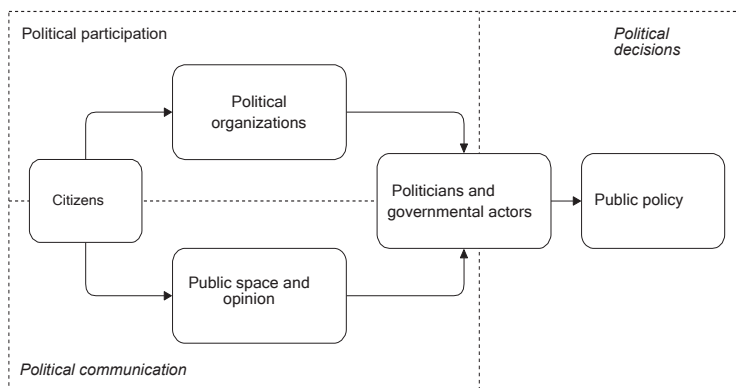 Political participation
Political
decisions
Political
organizations
Citizens
Politicians and
governmental actors
Public policy
Public space and
opinion
Political communication